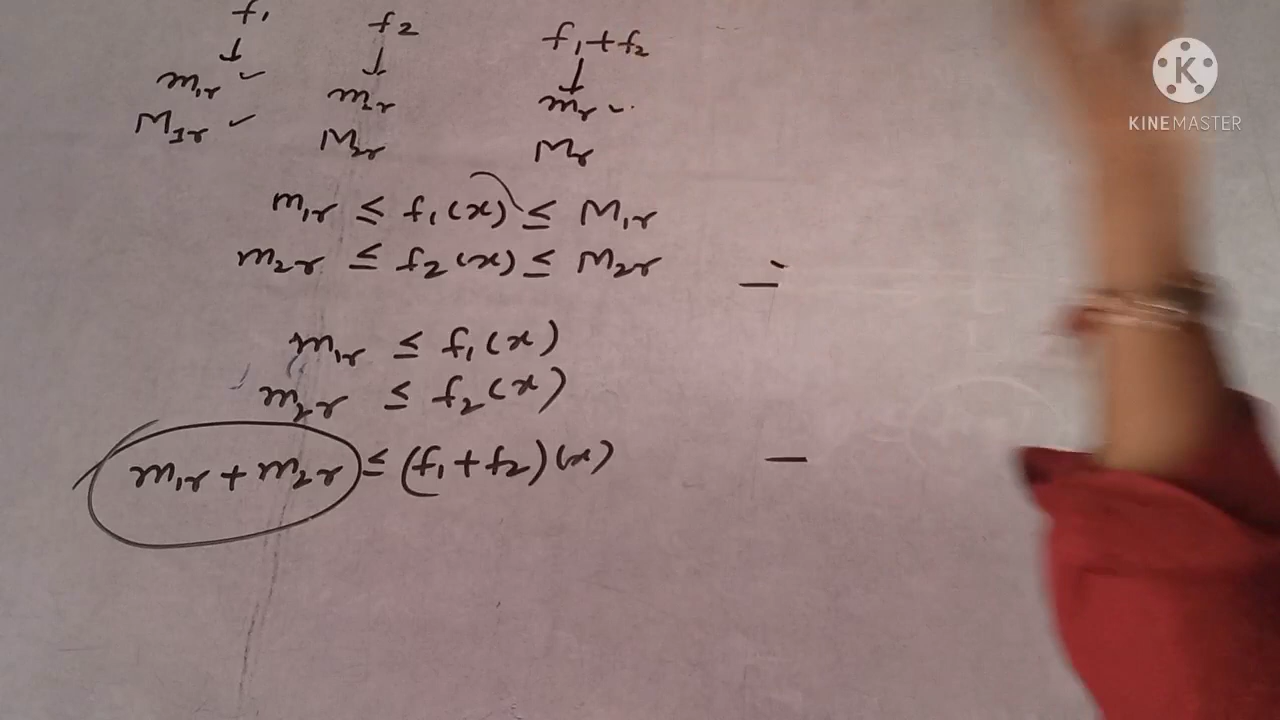 f₁ f₂ f₁+f₂
↓ ↓ ↓
m₁r ✓ m₂r mr ✓
M₁r ✓ M₂r Mr
m₁r ≤ f₁(x) ≤ M₁r
m₂r ≤ f₂(x) ≤ M₂r
m₁r ≤ f₁(x)
m₂r ≤ f₂(x)
m₁r + m₂r ≤ (f₁+f₂)(x) —
K
KINEMASTER